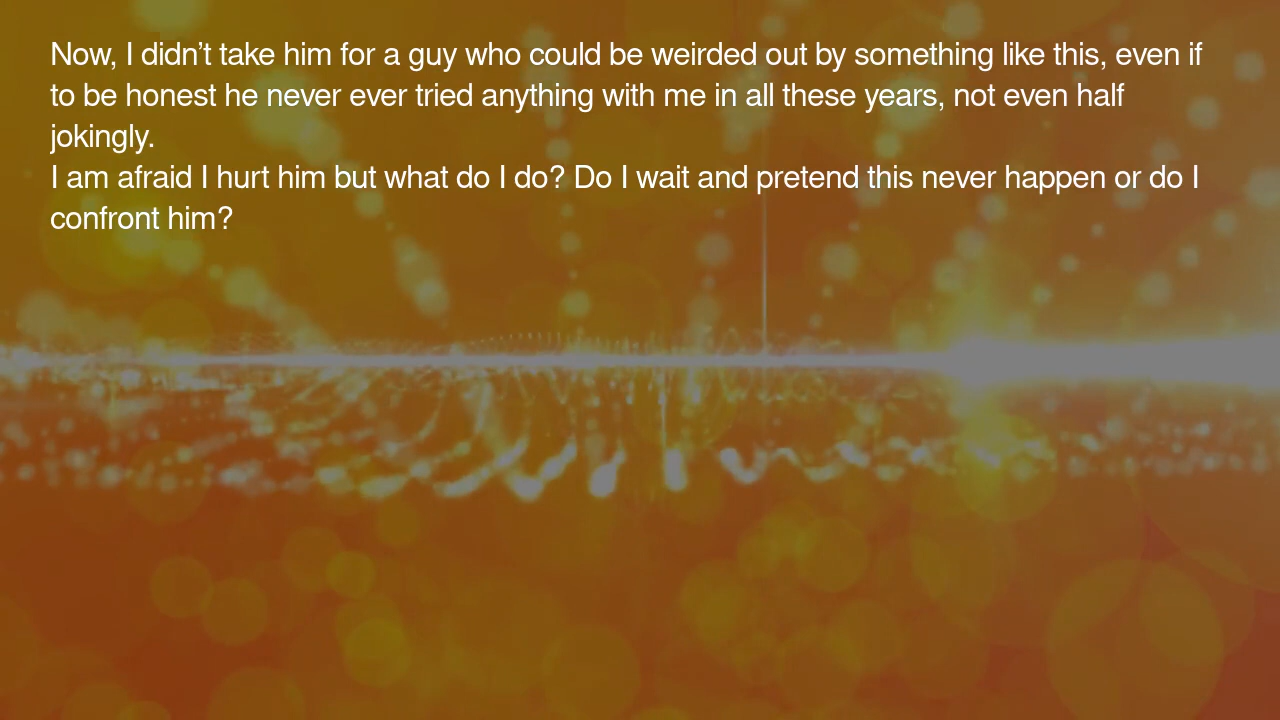 Now, I didn’t take him for a guy who could be weirded out by something like this, even if
to be honest he never ever tried anything with me in all these years, not even half
jokingly.
I am afraid I hurt him but what do I do? Do I wait and pretend this never happen or do I
confront him?